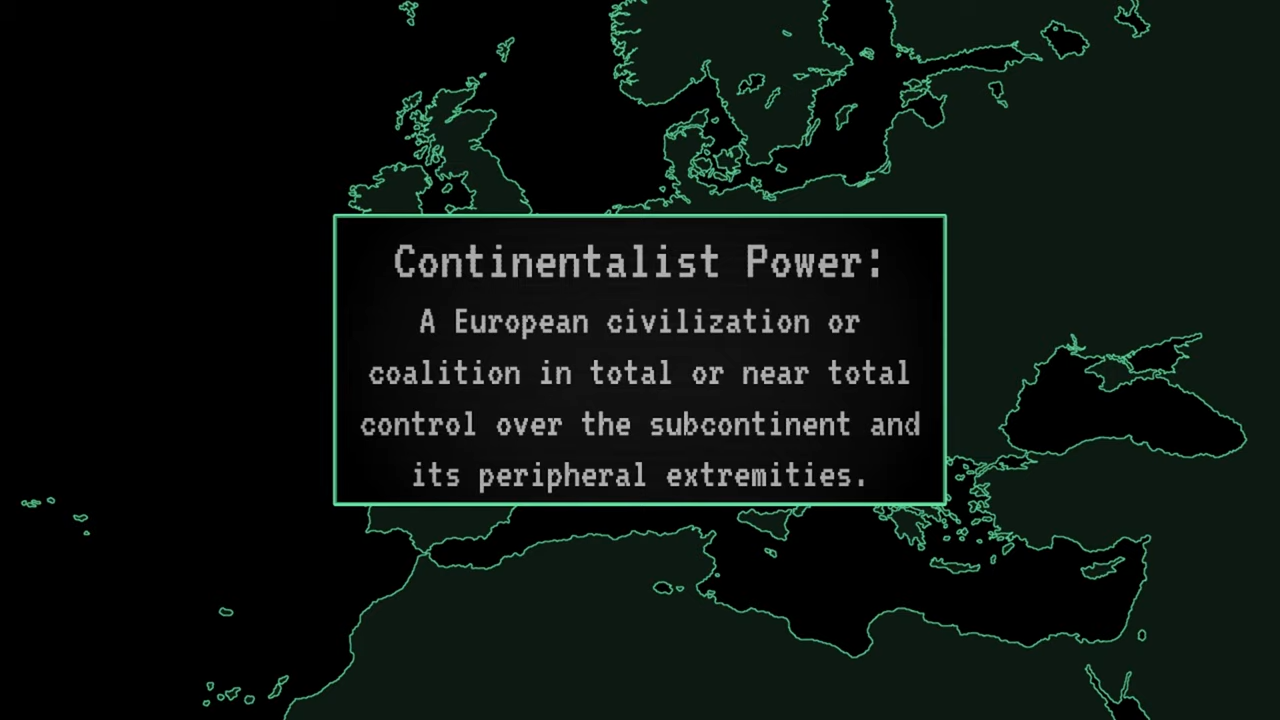 Continentalist Power:
A European civilization or
coalition in total or near total
control over the subcontinent and
its peripheral extremities.